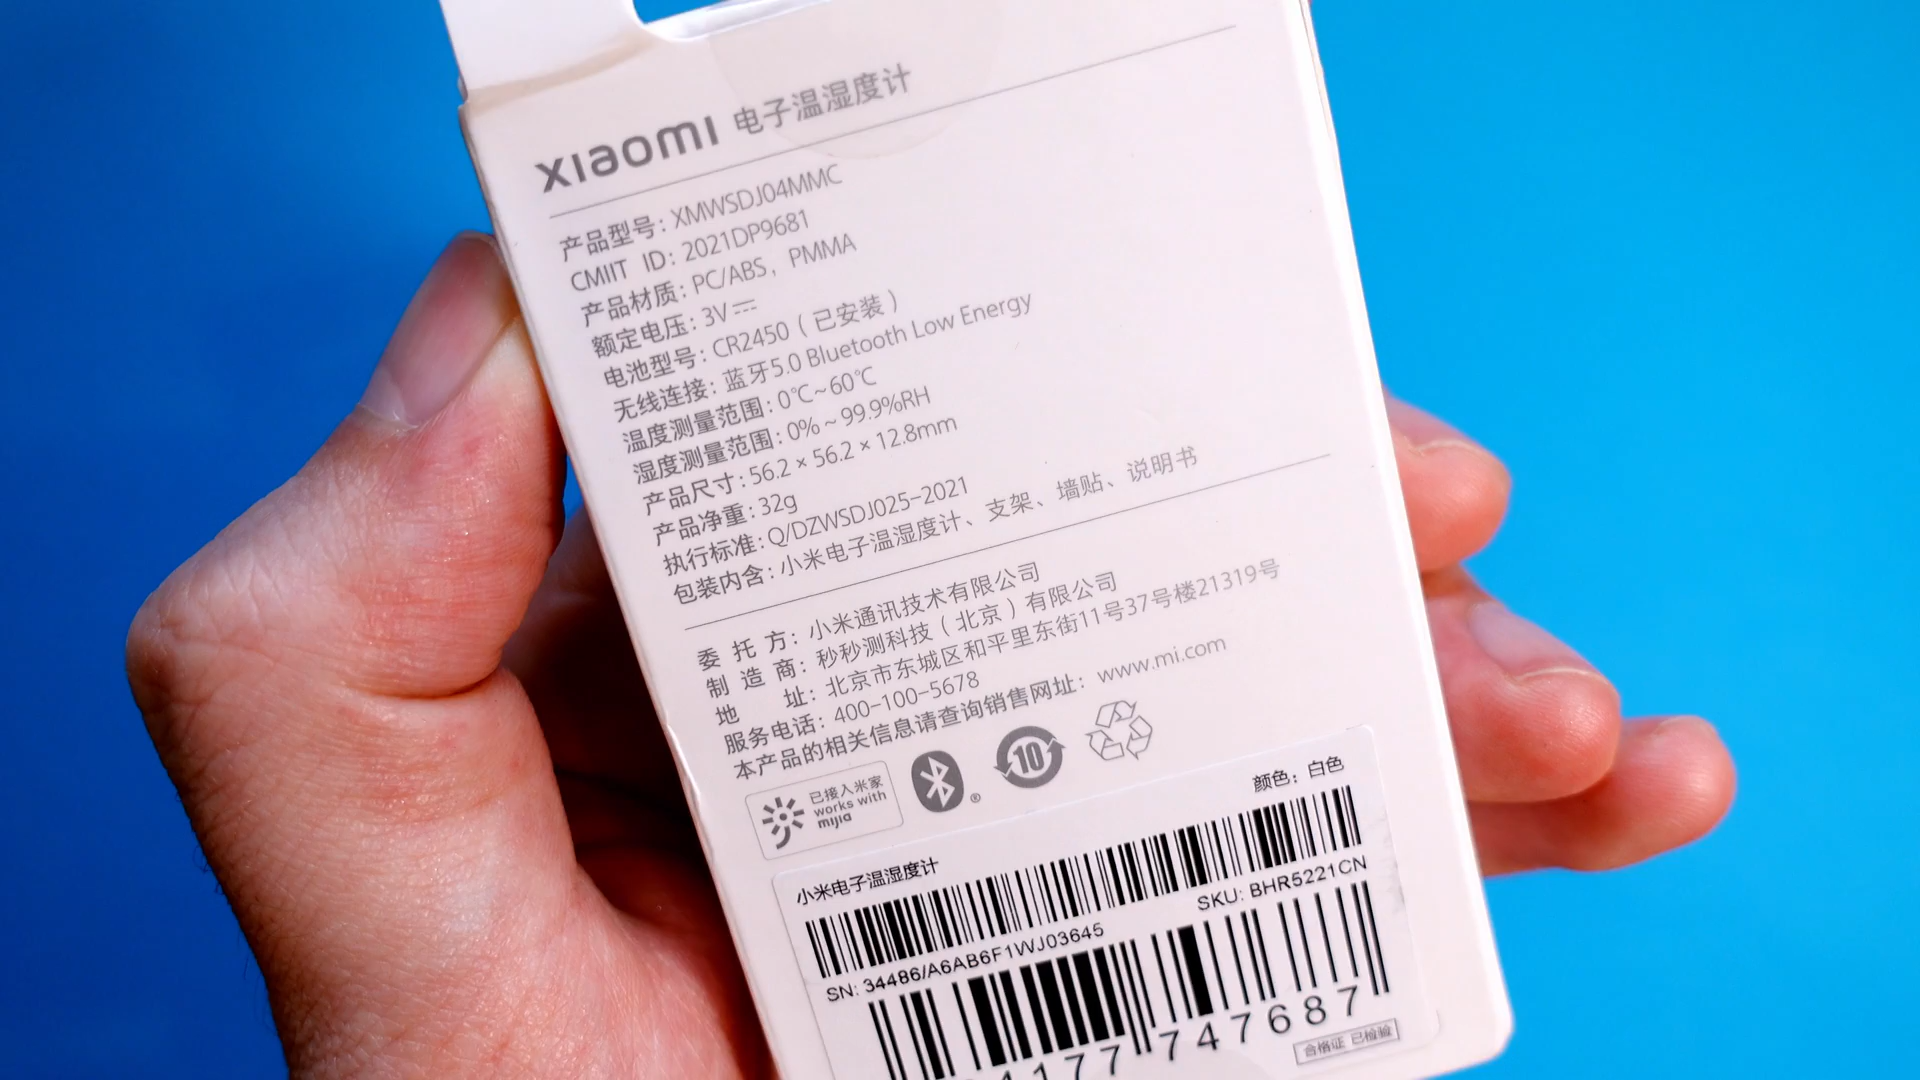 xiaomi 电子温湿度计
产品型号: XMWSDJ04MMC
CMIIT ID: 2021DP9681
产品材质: PC/ABS, PMMA
额定电压: 3V⎓
电池型号: CR2450 (已安装)
无线连接: 蓝牙5.0 Bluetooth Low Energy
温度测量范围: 0℃~60℃
湿度测量范围: 0%~99.9%RH
产品尺寸: 56.2×56.2×12.8mm
产品净重: 32g
执行标准: Q/DZWSDJ025-2021
包装内含: 小米电子温湿度计、支架、墙贴、说明书
委托方: 小米通讯技术有限公司
制造商: 秒秒测科技(北京)有限公司
地址: 北京市东城区和平里东街11号37号楼21319号
服务电话: 400-100-5678
本产品的相关信息请查询销售网址: www.mi.com
已接入米家
works with
mijia
®
10
颜色: 白色
小米电子温湿度计
SKU: BHR5221CN
SN: 34486/A6AB6F1WJ03645
177 747687
合格证 已检验